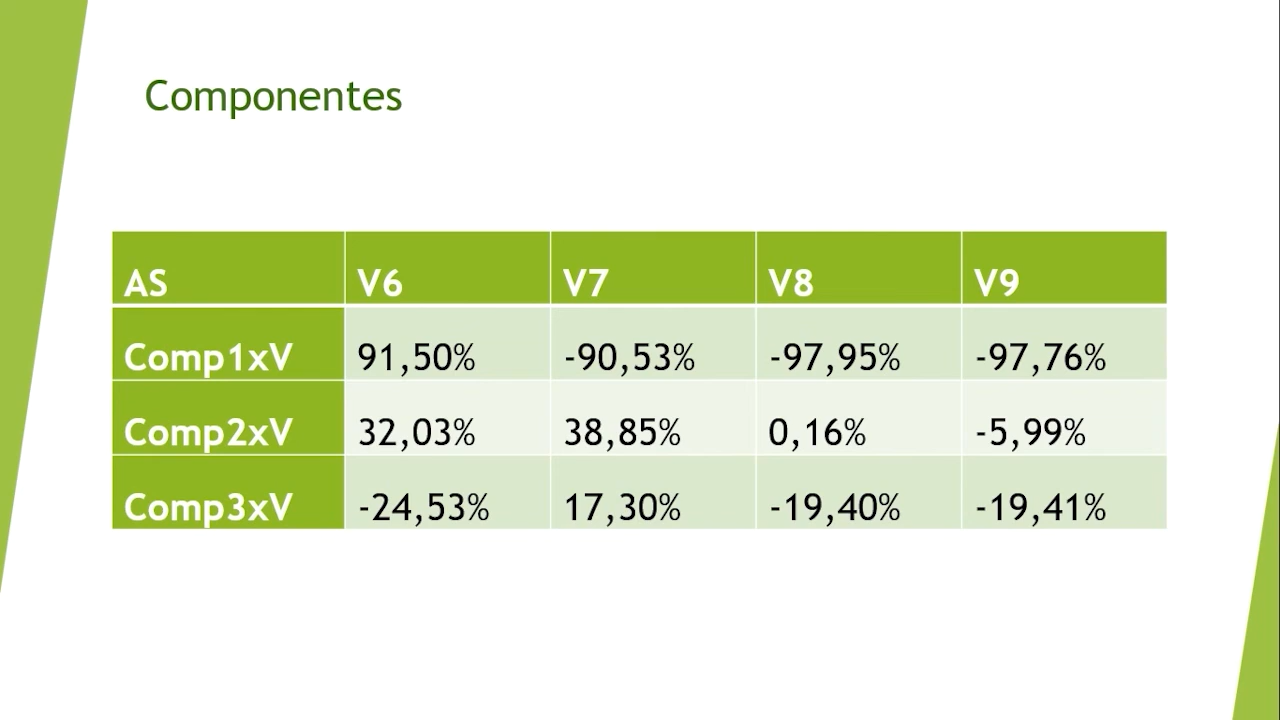 Componentes
AS V6 V7 V8 V9
Comp1xV 91,50% -90,53% -97,95% -97,76%
Comp2xV 32,03% 38,85% 0,16% -5,99%
Comp3xV -24,53% 17,30% -19,40% -19,41%